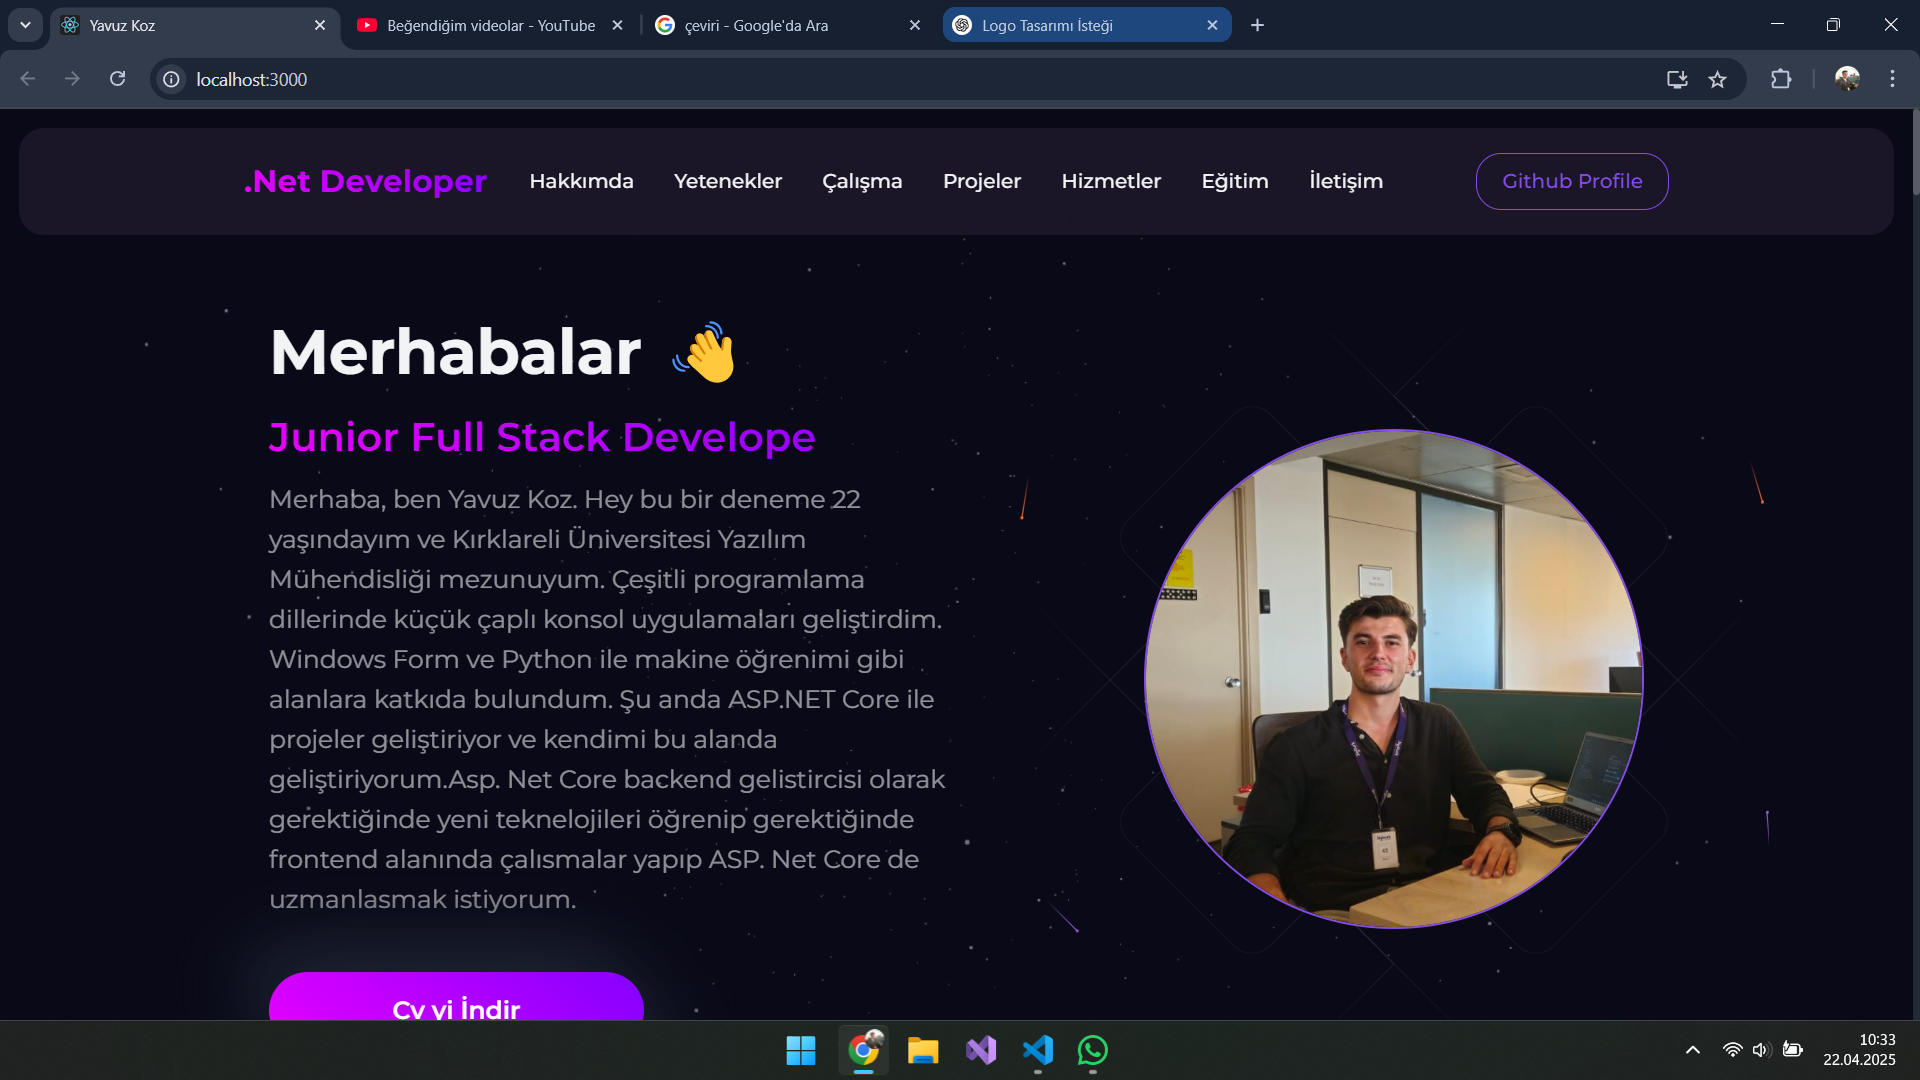 Yavuz Koz
Beğendiğim videolar - YouTube
çeviri - Google'da Ara
Logo Tasarımı İsteği
localhost:3000
.Net Developer
Hakkımda
Yetenekler
Çalışma
Projeler
Hizmetler
Eğitim
İletişim
Github Profile
Merhabalar
Junior Full Stack Develope
Merhaba, ben Yavuz Koz. Hey bu bir deneme 22
yaşındayım ve Kırklareli Üniversitesi Yazılım
Mühendisliği mezunuyum. Çeşitli programlama
dillerinde küçük çaplı konsol uygulamaları geliştirdim.
Windows Form ve Python ile makine öğrenimi gibi
alanlara katkıda bulundum. Şu anda ASP.NET Core ile
projeler geliştiriyor ve kendimi bu alanda
geliştiriyorum.Asp. Net Core backend gelistircisi olarak
gerektiğinde yeni teknelojileri öğrenip gerektiğinde
frontend alanında çalısmalar yapıp ASP. Net Core de
uzmanlasmak istiyorum.
Cv yi İndir
10:33
22.04.2025